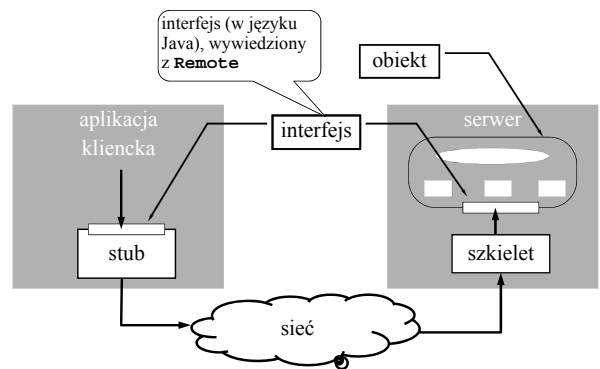 interfejs (w języku
Java), wywiedziony
z Remote
obiekt
aplikacja
kliencka
interfejs
serwer
stub
szkielet
sieć